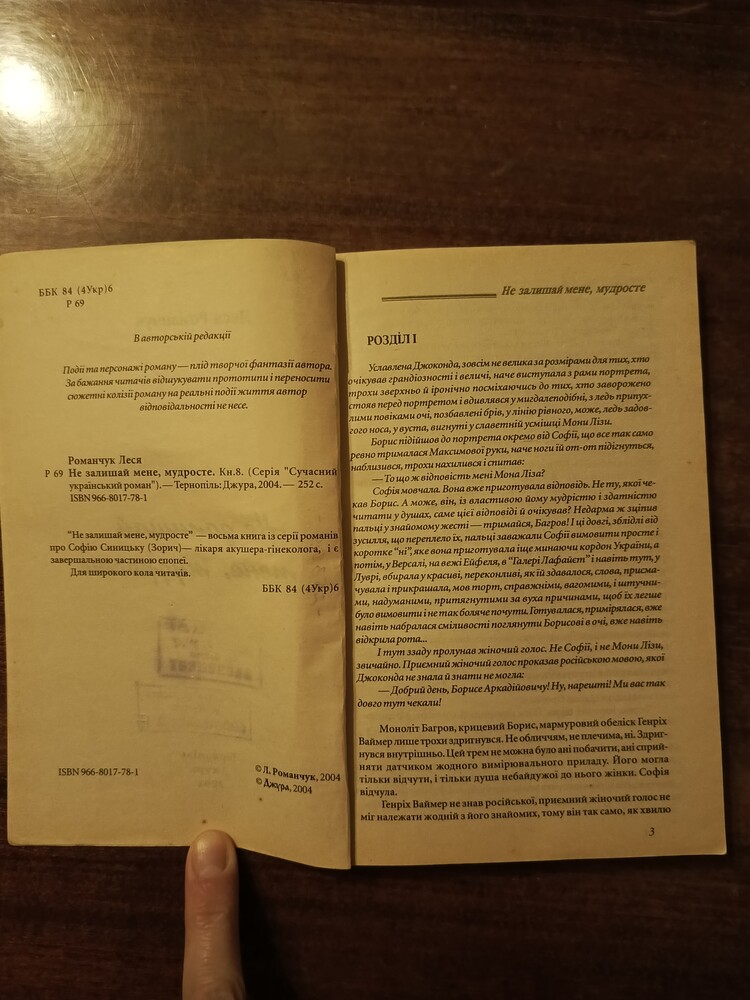 ББК 84 (4Укр)6
Р 69
В авторській редакції
Події та персонажі роману — плід творчої фантазії автора.
За бажання читачів відшукувати прототипи і переносити
сюжетні колізії роману на реальні події життя автор
відповідальності не несе.
Романчук Леся
Р 69 Не залишай мене, мудросте. Кн.8. (Серія "Сучасний
український роман"). — Тернопіль: Джура, 2004. — 252 с.
ISBN 966-8017-78-1
"Не залишай мене, мудросте" — восьма книга із серії романів
про Софію Синицьку (Зорич) — лікаря акушера-гінеколога, і є
завершальною частиною епопеї.
Для широкого кола читачів.
ББК 84 (4Укр)6
ISBN 966-8017-78-1
© Л. Романчук, 2004
© Джура, 2004
Не залишай мене, мудросте
РОЗДІЛ І
Уславлена Джоконда, зовсім не велика за розмірами для тих, хто
очікував грандіозності і величі, наче виступала з рами портрета,
трохи зверхньо й іронічно посміхаючись до тих, хто заворожено
стояв перед портретом і вдивлявся у мигдалеподібні, з ледь припух-
лими повіками очі, позбавлені брів, у лінію рівного, може, ледь задов-
гого носа, у вуста, вигнуті у славетній усмішці Мони Лізи.
Борис підійшов до портрета окремо від Софії, що все так само
ревно трималася Максимової руки, наче ноги їй от-от підігнуться,
наблизився, трохи нахилився і спитав:
— То що ж відповість мені Мона Ліза?
Софія мовчала. Вона вже приготувала відповідь. Не ту, якої че-
кав Борис. А може, він, із властивою йому мудрістю і здатністю
читати у душах, саме цієї відповіді й очікував? Недарма ж зціпив
пальці у знайомому жесті — тримайся, Багров! І ці довгі, зблідлі від
зусилля, що переплело їх, пальці заважали Софії вимовити просте і
коротке "ні", яке вона приготувала іще минаючи кордон України, а
потім, у Версалі, на вежі Ейфеля, в "Галері Лафайєт" і навіть тут, у
Луврі, вбирала у красиві, переконливі, як їй здавалося, слова, присма-
чувала і прикрашала, мов торт, справжніми, вагомими, і штучни-
ми, надуманими, притягнутими за вуха причинами, щоб їх легше
було вимовити і не так боляче почути. Готувалася, примірялася, вже
навіть набралася сміливості поглянути Борисові в очі, вже навіть
відкрила рота...
І тут ззаду пролунав жіночий голос. Не Софії, і не Мони Лізи,
звичайно. Приємний жіночий голос проказав російською мовою, якої
Джоконда не знала й знати не могла:
— Добрий день, Борисе Аркадійовичу! Ну, нарешті! Ми вас так
довго тут чекали!
Моноліт Багров, крицевий Борис, мармуровий обеліск Генріх
Ваймер лише трохи здригнувся. Не обличчям, не плечима, ні. Здриг-
нувся внутрішньо. Цей трем не можна було ані побачити, ані сприй-
няти датчиком жодного вимірювального приладу. Його могла
тільки відчути, і тільки душа небайдужої до нього жінки. Софія
відчула.
Генріх Ваймер не знав російської, приємний жіночий голос не
міг належати жодній з його знайомих, тому він так само, як хвилю
3